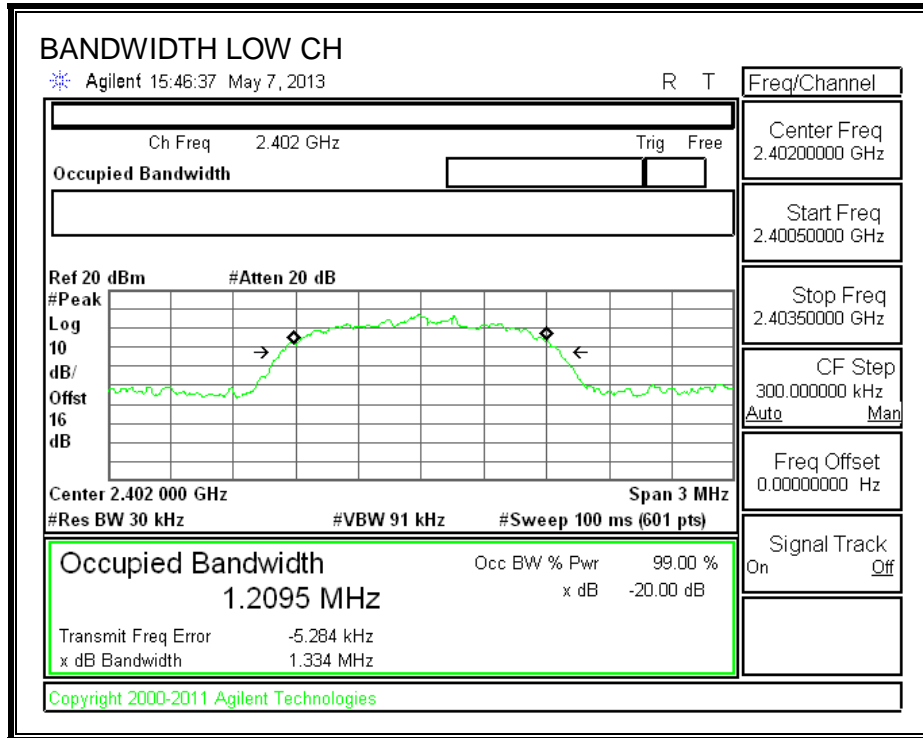 BANDWIDTH LOW CH
Agilent 15:46:37 May 7, 2013 R T
Freq/Channel
Ch Freq 2.402 GHz Trig Free
Occupied Bandwidth
Center Freq
2.40200000 GHz
Start Freq
2.40050000 GHz
Stop Freq
2.40350000 GHz
CF Step
300.000000 kHz
Auto Man
Freq Offset
0.00000000 Hz
Signal Track
On Off
Ref 20 dBm #Atten 20 dB
#Peak
Log
10
dB/
Offst
16
dB
Center 2.402 000 GHz Span 3 MHz
#Res BW 30 kHz #VBW 91 kHz #Sweep 100 ms (601 pts)
Occupied Bandwidth Occ BW % Pwr 99.00 %
1.2095 MHz x dB -20.00 dB
Transmit Freq Error -5.284 kHz
x dB Bandwidth 1.334 MHz
Copyright 2000-2011 Agilent Technologies